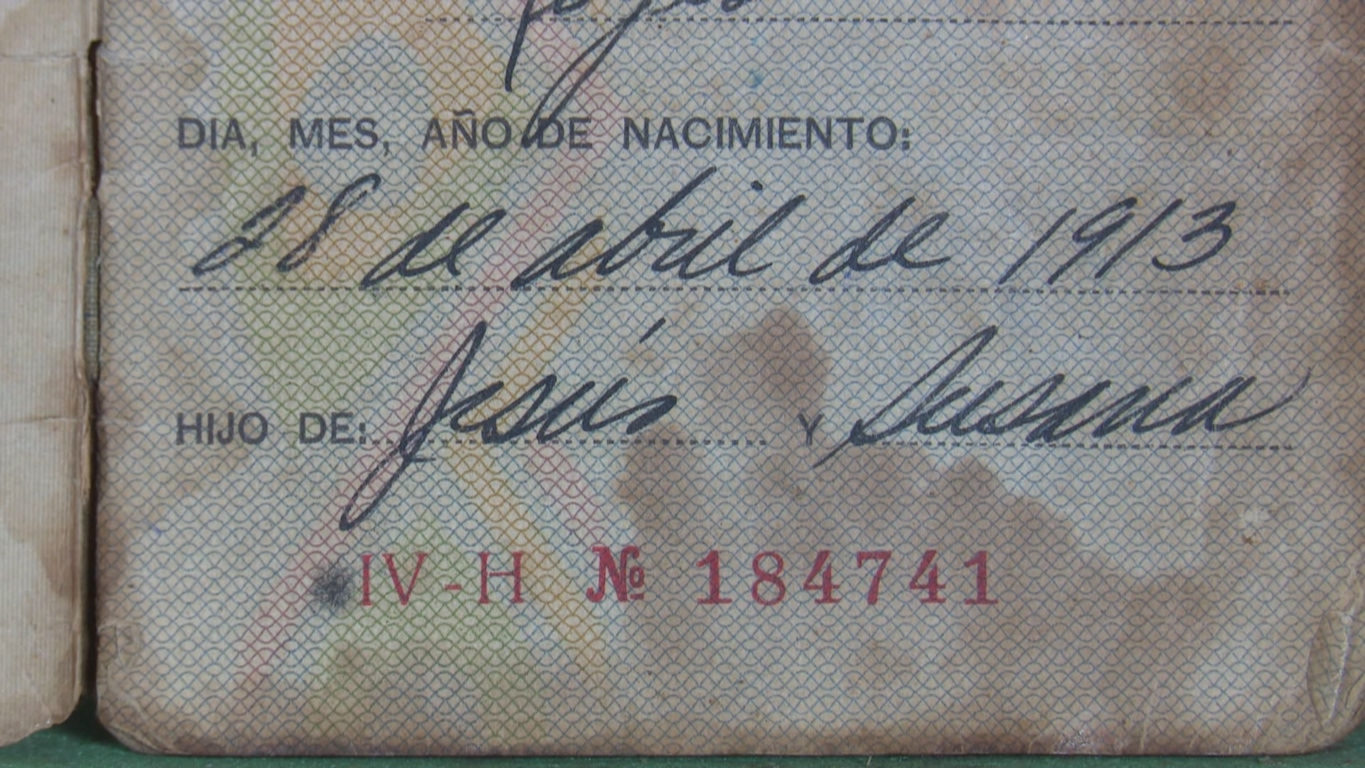 DIA, MES, AÑO DE NACIMIENTO:
28 de abril de 1913
HIJO DE: Jesús Y Susana
IV-H № 184741